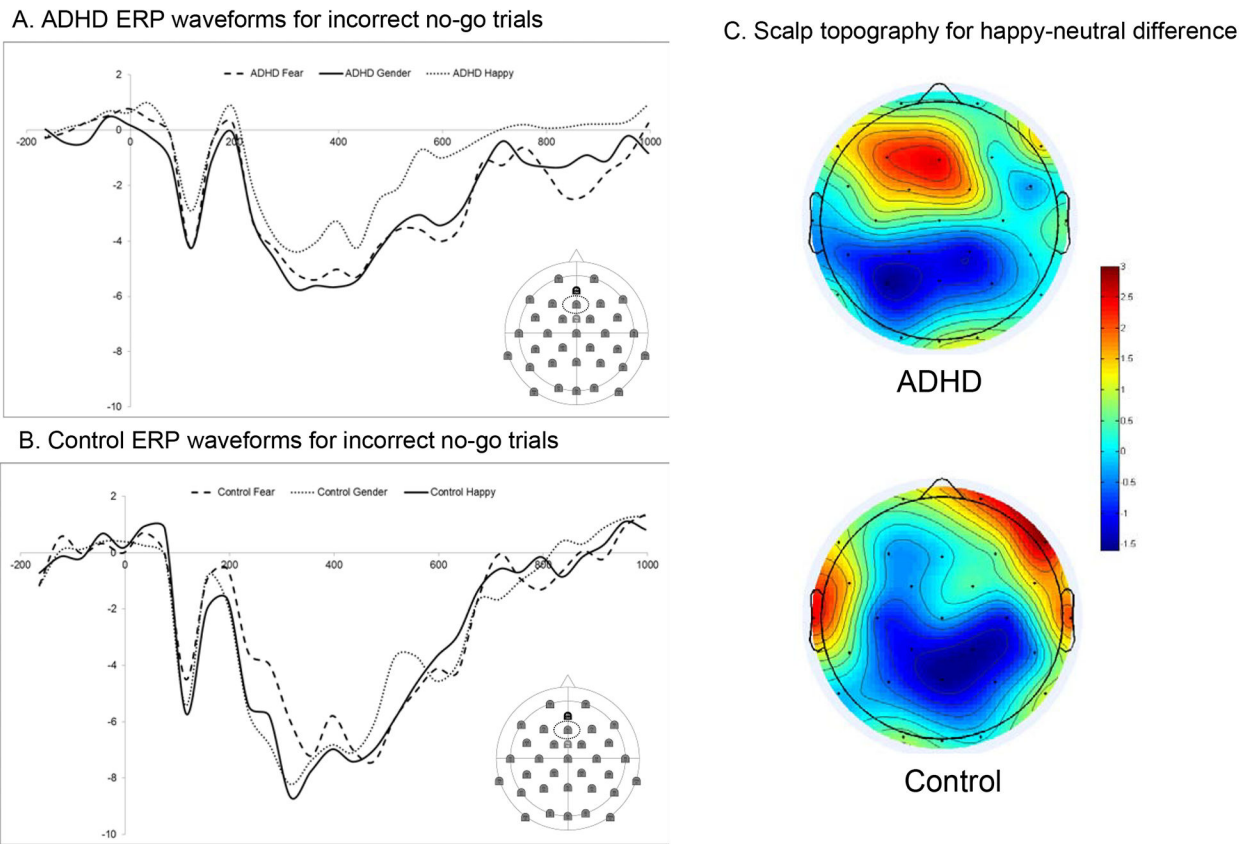 A. ADHD ERP waveforms for incorrect no-go trials
ADHD Fear ADHD Gender ADHD Happy
2
0
-2
-4
-6
-8
-10
-200 0 200 400 600 800 1000
B. Control ERP waveforms for incorrect no-go trials
Control Fear Control Gender Control Happy
2
0
-2
-4
-6
-8
-10
-200 0 200 400 600 800 1000
C. Scalp topography for happy-neutral difference
ADHD
3
2.5
2
1.5
1
0.5
0
-0.5
-1
-1.5
Control